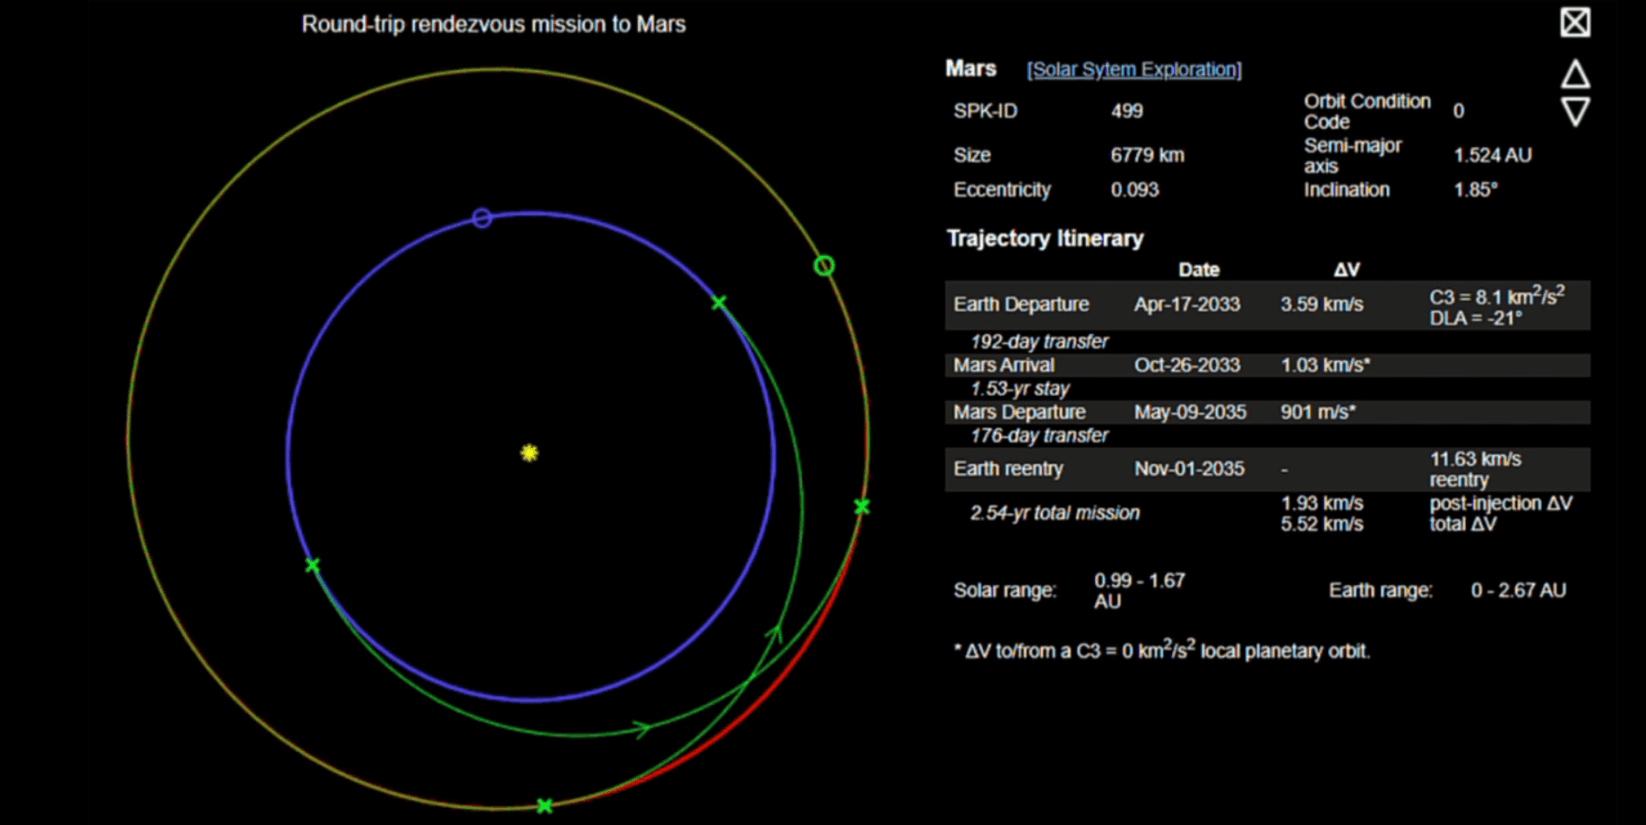 Round-trip rendezvous mission to Mars
Mars [Solar Sytem Exploration]
SPK-ID 499 Orbit Condition Code 0
Size 6779 km Semi-major axis 1.524 AU
Eccentricity 0.093 Inclination 1.85°
Trajectory Itinerary
Date ΔV
Earth Departure Apr-17-2033 3.59 km/s C3 = 8.1 km²/s² DLA = -21°
192-day transfer
Mars Arrival Oct-26-2033 1.03 km/s*
1.53-yr stay
Mars Departure May-09-2035 901 m/s*
176-day transfer
Earth reentry Nov-01-2035 - 11.63 km/s reentry
2.54-yr total mission 1.93 km/s post-injection ΔV
5.52 km/s total ΔV
Solar range: 0.99 - 1.67 AU Earth range: 0 - 2.67 AU
* ΔV to/from a C3 = 0 km²/s² local planetary orbit.